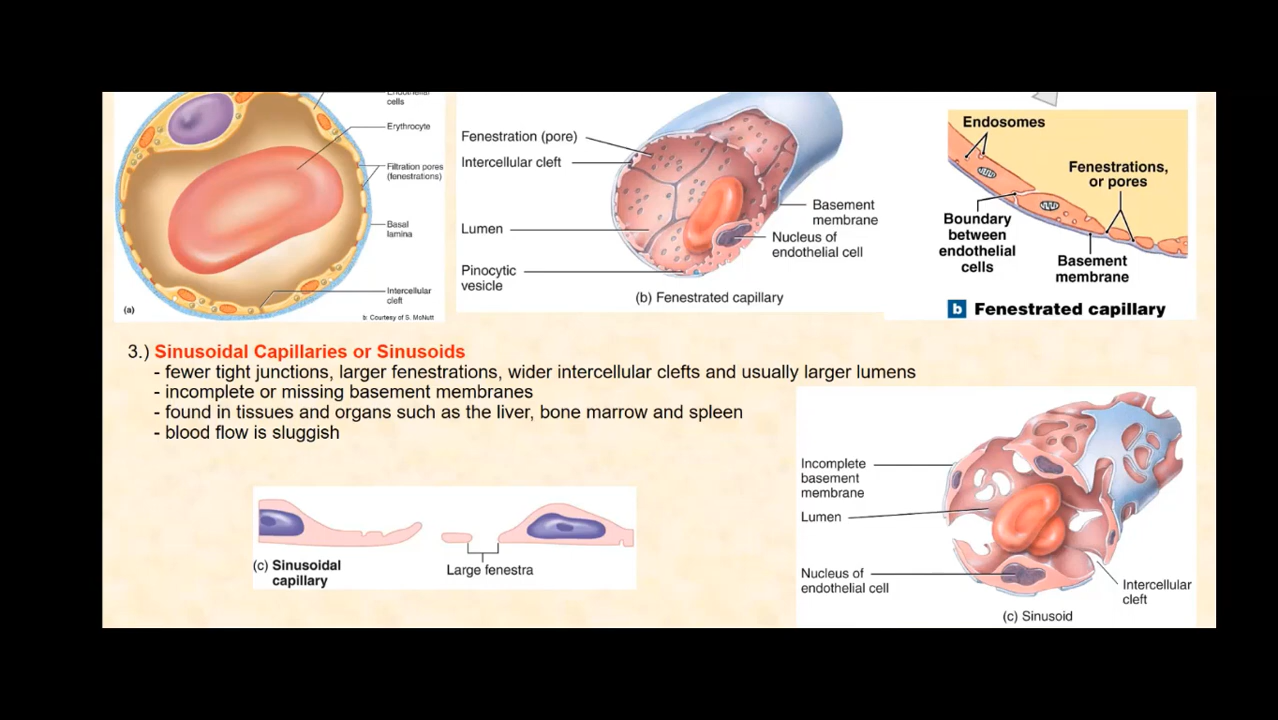 Endothelial
cells
Erythrocyte
Filtration pores
(fenestrations)
Basal
lamina
Intercellular
cleft
(a)
b: Courtesy of S. McNutt
Fenestration (pore)
Intercellular cleft
Lumen
Pinocytic
vesicle
Basement
membrane
Nucleus of
endothelial cell
(b) Fenestrated capillary
Endosomes
Fenestrations,
or pores
Boundary
between
endothelial
cells
Basement
membrane
b Fenestrated capillary
3.) Sinusoidal Capillaries or Sinusoids
- fewer tight junctions, larger fenestrations, wider intercellular clefts and usually larger lumens
- incomplete or missing basement membranes
- found in tissues and organs such as the liver, bone marrow and spleen
- blood flow is sluggish
(c) Sinusoidal
capillary
Large fenestra
Incomplete
basement
membrane
Lumen
Nucleus of
endothelial cell
Intercellular
cleft
(c) Sinusoid